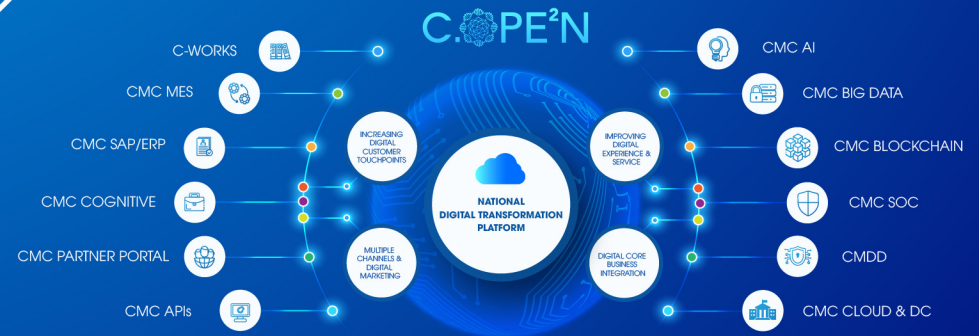 C.OPE²N
C-WORKS
CMC MES
CMC SAP/ERP
CMC COGNITIVE
CMC PARTNER PORTAL
CMC APIs
INCREASING
DIGITAL
CUSTOMER
TOUCHPOINTS
MULTIPLE
CHANNELS &
DIGITAL
MARKETING
NATIONAL
DIGITAL TRANSFORMATION
PLATFORM
IMPROVING
DIGITAL
EXPERIENCE &
SERVICE
DIGITAL CORE
BUSINESS
INTEGRATION
CMC AI
CMC BIG DATA
CMC BLOCKCHAIN
CMC SOC
CMDD
CMC CLOUD & DC